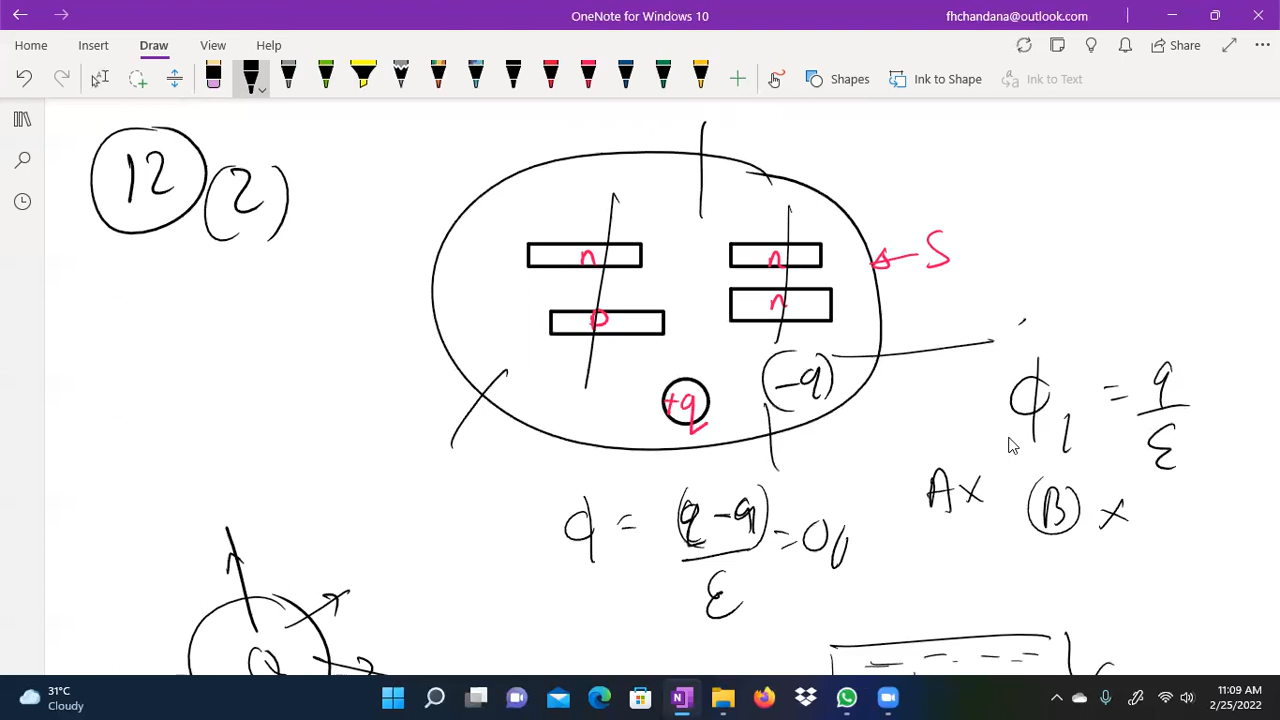 OneNote for Windows 10
fhchandana@outlook.com
Home Insert Draw View Help
Share
Shapes
Ink to Shape
Ink to Text
12 (2)
n
n
n
S
+q
(-q)
ϕ₁ = q/ε
A× (B) ×
ϕ = (q-q)/ε = 0
31°C
Cloudy
11:09 AM
2/25/2022